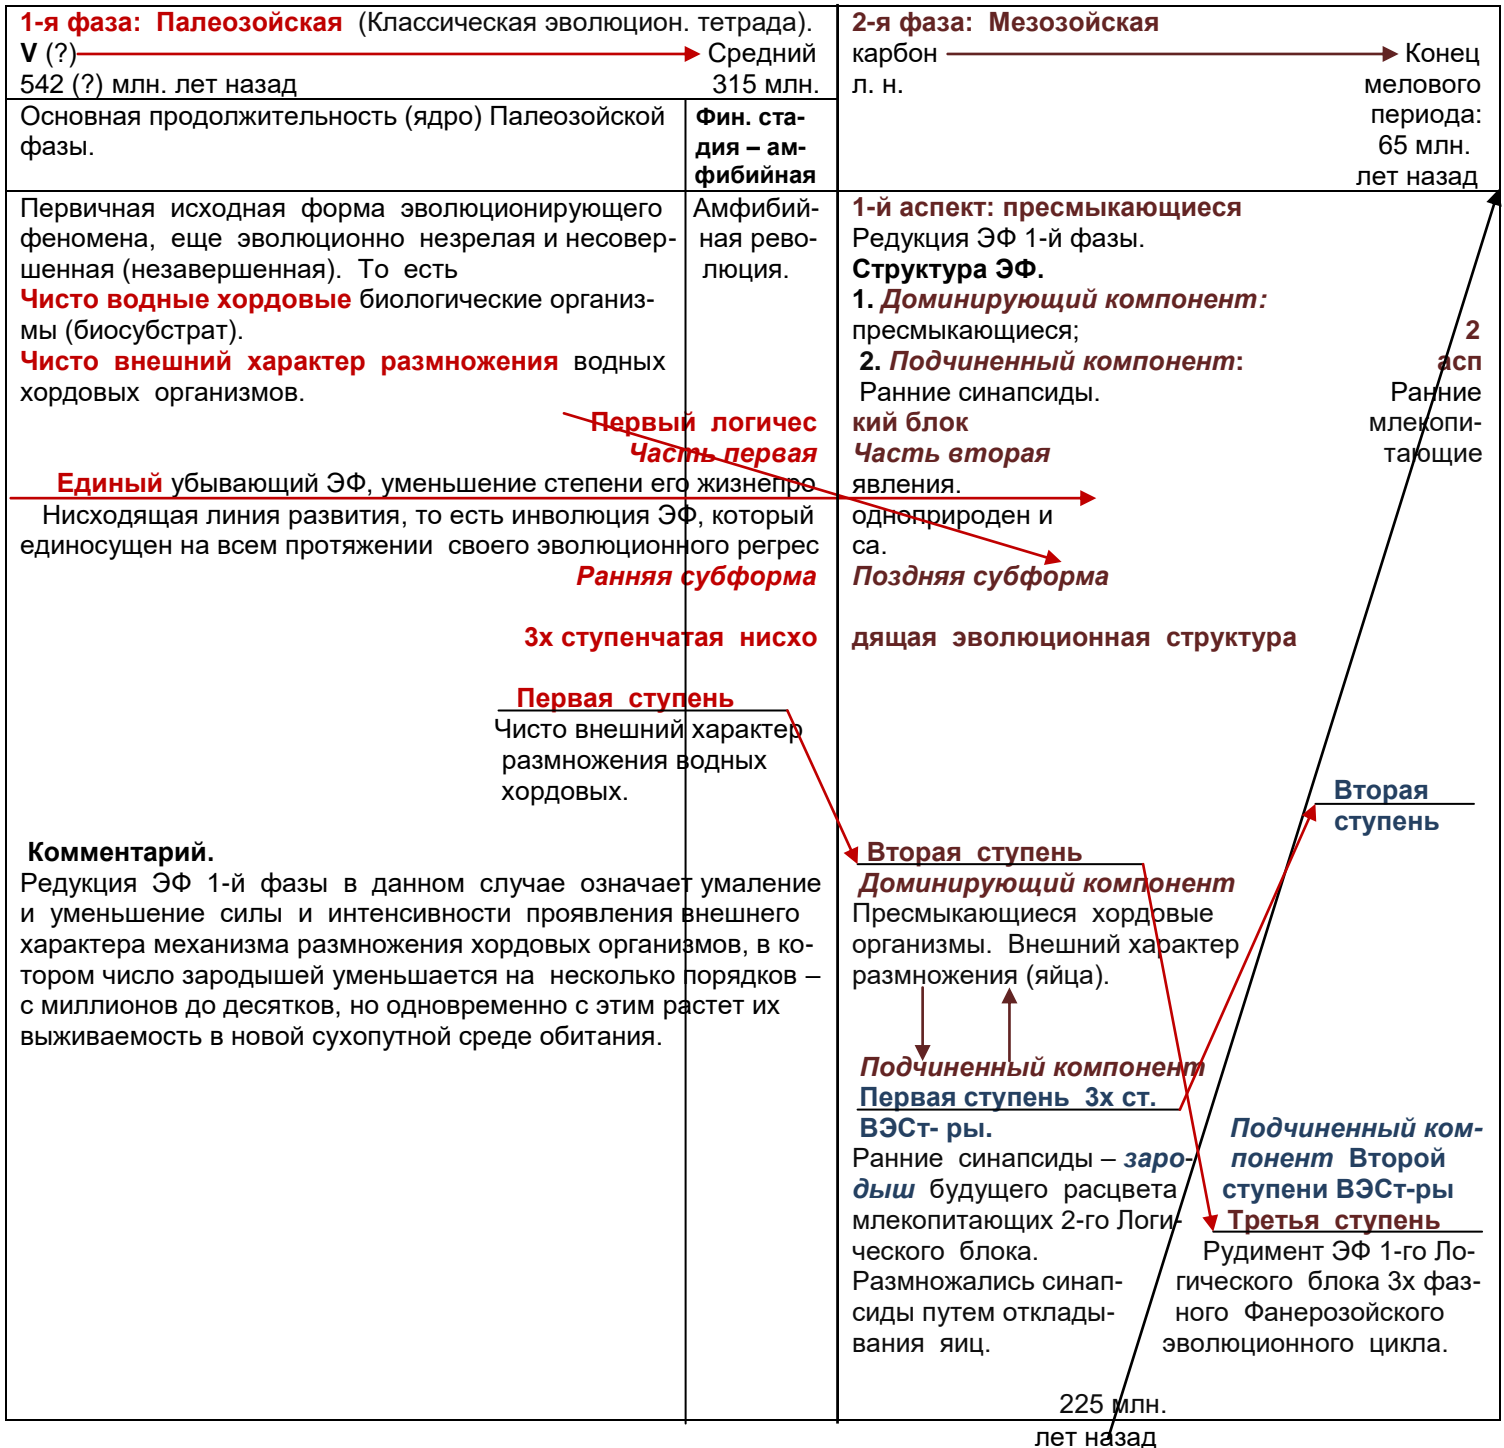 1-я фаза: Палеозойская (Классическая эволюцион. тетрада).
V (?) Средний
542 (?) млн. лет назад 315 млн.
2-я фаза: Мезозойская
карбон Конец
л. н. мелового
периода:
65 млн.
лет назад
Основная продолжительность (ядро) Палеозойской
фазы.
Фин. ста-
дия – ам-
фибийная
Первичная исходная форма эволюционирующего
феномена, еще эволюционно незрелая и несовер-
шенная (незавершенная). То есть
Чисто водные хордовые биологические организ-
мы (биосубстрат).
Чисто внешний характер размножения водных
хордовых организмов.
Амфибий-
ная рево-
люция.
1-й аспект: пресмыкающиеся
Редукция ЭФ 1-й фазы.
Структура ЭФ.
1. Доминирующий компонент:
пресмыкающиеся;
2. Подчиненный компонент:
Ранние синапсиды.
2
асп
Ранние
млекопи-
тающие
Первый логичес кий блок
Часть первая Часть вторая
Единый убывающий ЭФ, уменьшение степени его жизнепро явления.
Нисходящая линия развития, то есть инволюция ЭФ, который одноприроден и
единосущен на всем протяжении своего эволюционного регрес са.
Ранняя субформа Поздняя субформа
3х ступенчатая нисхо дящая эволюционная структура
Первая ступень
Чисто внешний характер
размножения водных
хордовых.
Вторая
ступень
Комментарий.
Редукция ЭФ 1-й фазы в данном случае означает умаление
и уменьшение силы и интенсивности проявления внешнего
характера механизма размножения хордовых организмов, в ко-
тором число зародышей уменьшается на несколько порядков –
с миллионов до десятков, но одновременно с этим растет их
выживаемость в новой сухопутной среде обитания.
Вторая ступень
Доминирующий компонент
Пресмыкающиеся хордовые
организмы. Внешний характер
размножения (яйца).
Подчиненный компонент
Первая ступень 3х ст.
ВЭСт- ры.
Ранние синапсиды – заро-
дыш будущего расцвета
млекопитающих 2-го Логи-
ческого блока.
Размножались синап-
сиды путем откладыв-
вания яиц.
Подчиненный ком-
понент Второй
ступени ВЭСт-ры
Третья ступень
Рудимент ЭФ 1-го Ло-
гического блока 3х фаз-
ного Фанерозойского
эволюционного цикла.
225 млн.
лет назад